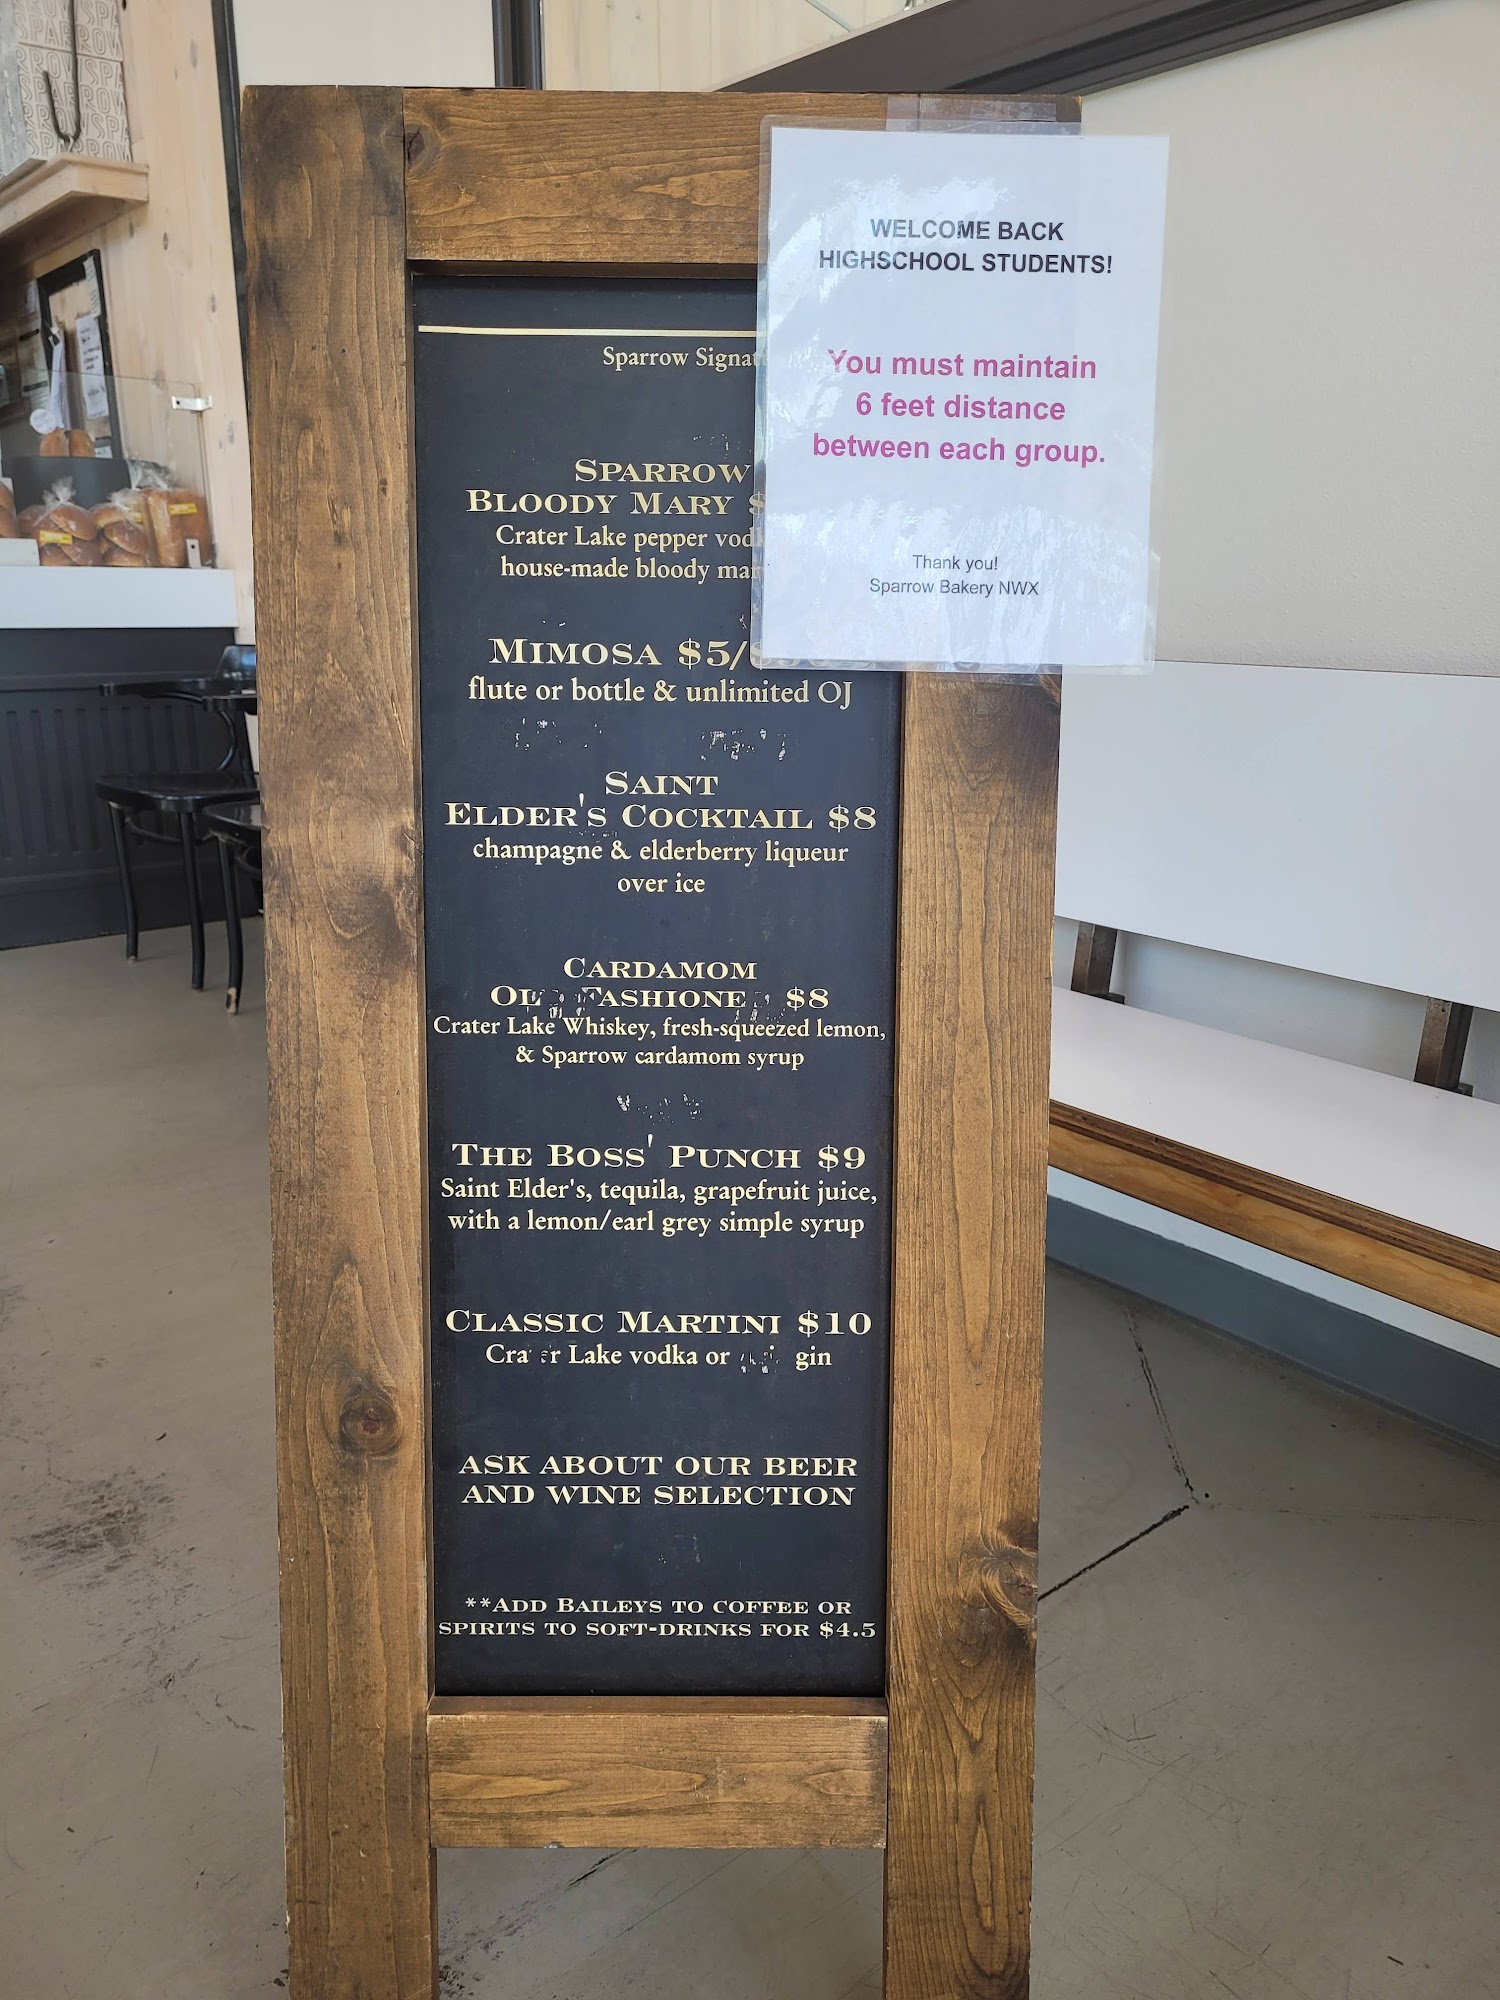 SPARROW
WELCOME BACK
HIGHSCHOOL STUDENTS!
You must maintain
6 feet distance
between each group.
Thank you!
Sparrow Bakery NWX
Sparrow
SPARROW
BLOODY MARY
Crater Lake pepper
house-made bloody
MIMOSA $5/
flute or bottle & unlimited OJ
SAINT
ELDER'S COCKTAIL $8
champagne & elderberry liqueur
over ice
CARDAMOM
OLD FASHIONED $8
Crater Lake Whiskey, fresh-squeezed lemon,
& Sparrow cardamom syrup
THE BOSS' PUNCH $9
Saint Elder's, tequila, grapefruit juice,
with a lemon/earl grey simple syrup
CLASSIC MARTINI $10
Crater Lake vodka or gin
ASK ABOUT OUR BEER
AND WINE SELECTION
**ADD BAILEYS TO COFFEE OR
SPIRITS TO SOFT-DRINKS FOR $4.5